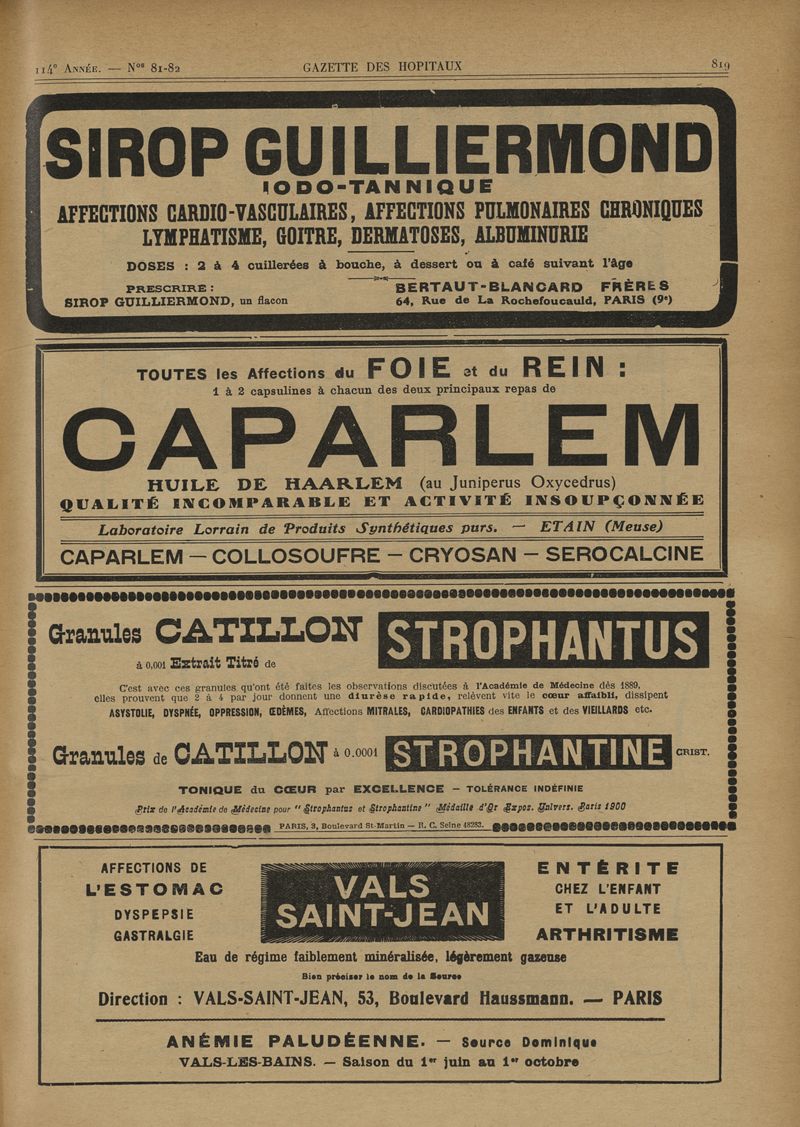 114e ANNÉE. — Nos 81-82 GAZETTE DES HOPITAUX 819
SIROP GUILLIERMOND
IODO-TANNIQUE
AFFECTIONS CARDIO-VASCULAIRES, AFFECTIONS PULMONAIRES CHRONIQUES
LYMPHATISME, GOITRE, DERMATOSES, ALBUMINURIE
DOSES : 2 à 4 cuillerées à bouche, à dessert ou à café suivant l'âge
PRESCRIRE :
SIROP GUILLIERMOND, un flacon
BERTAUT-BLANCARD FRÈRES
64, Rue de La Rochefoucauld, PARIS (9e)
TOUTES les Affections du FOIE et du REIN :
1 à 2 capsulines à chacun des deux principaux repas de
CAPARLEM
HUILE DE HAARLEM (au Juniperus Oxycedrus)
QUALITÉ INCOMPARABLE ET ACTIVITÉ INSOUPÇONNÉE
Laboratoire Lorrain de Produits Synthétiques purs. — ETAIN (Meuse)
CAPARLEM — COLLOSOUFRE — CRYOSAN — SEROCALCINE
Granules CATILLON STROPHANTUS
à 0,001 Extrait Titré de
C'est avec ces granules qu'ont été faites les observations discutées à l'Académie de Médecine dès 1889,
elles prouvent que 2 à 4 par jour donnent une diurèse rapide, relèvent vite le cœur affaibli, dissipent
ASYSTOLIE, DYSPNÉE, OPPRESSION, ŒDÈMES, Affections MITRALES, CARDIOPATHIES des ENFANTS et des VIEILLARDS etc.
Granules de CATILLON à 0.0001 STROPHANTINE CRIST.
TONIQUE du CŒUR par EXCELLENCE — TOLÉRANCE INDÉFINIE
Prix de l'Académie de Médecine pour "Strophantus et Strophantine" Médaille d'Or Expos. Univers. Paris 1900
PARIS, 3, Boulevard St-Martin — R. C. Seine 48283.
AFFECTIONS DE
L'ESTOMAC
DYSPEPSIE
GASTRALGIE
VALS
SAINT-JEAN
ENTÉRITE
CHEZ L'ENFANT
ET L'ADULTE
ARTHRITISME
Eau de régime faiblement minéralisée, légèrement gazeuse
Bien préciser le nom de la Source
Direction : VALS-SAINT-JEAN, 53, Boulevard Haussmann. — PARIS
ANÉMIE PALUDÉENNE. — Source Dominique
VALS-LES-BAINS. — Saison du 1er juin au 1er octobre